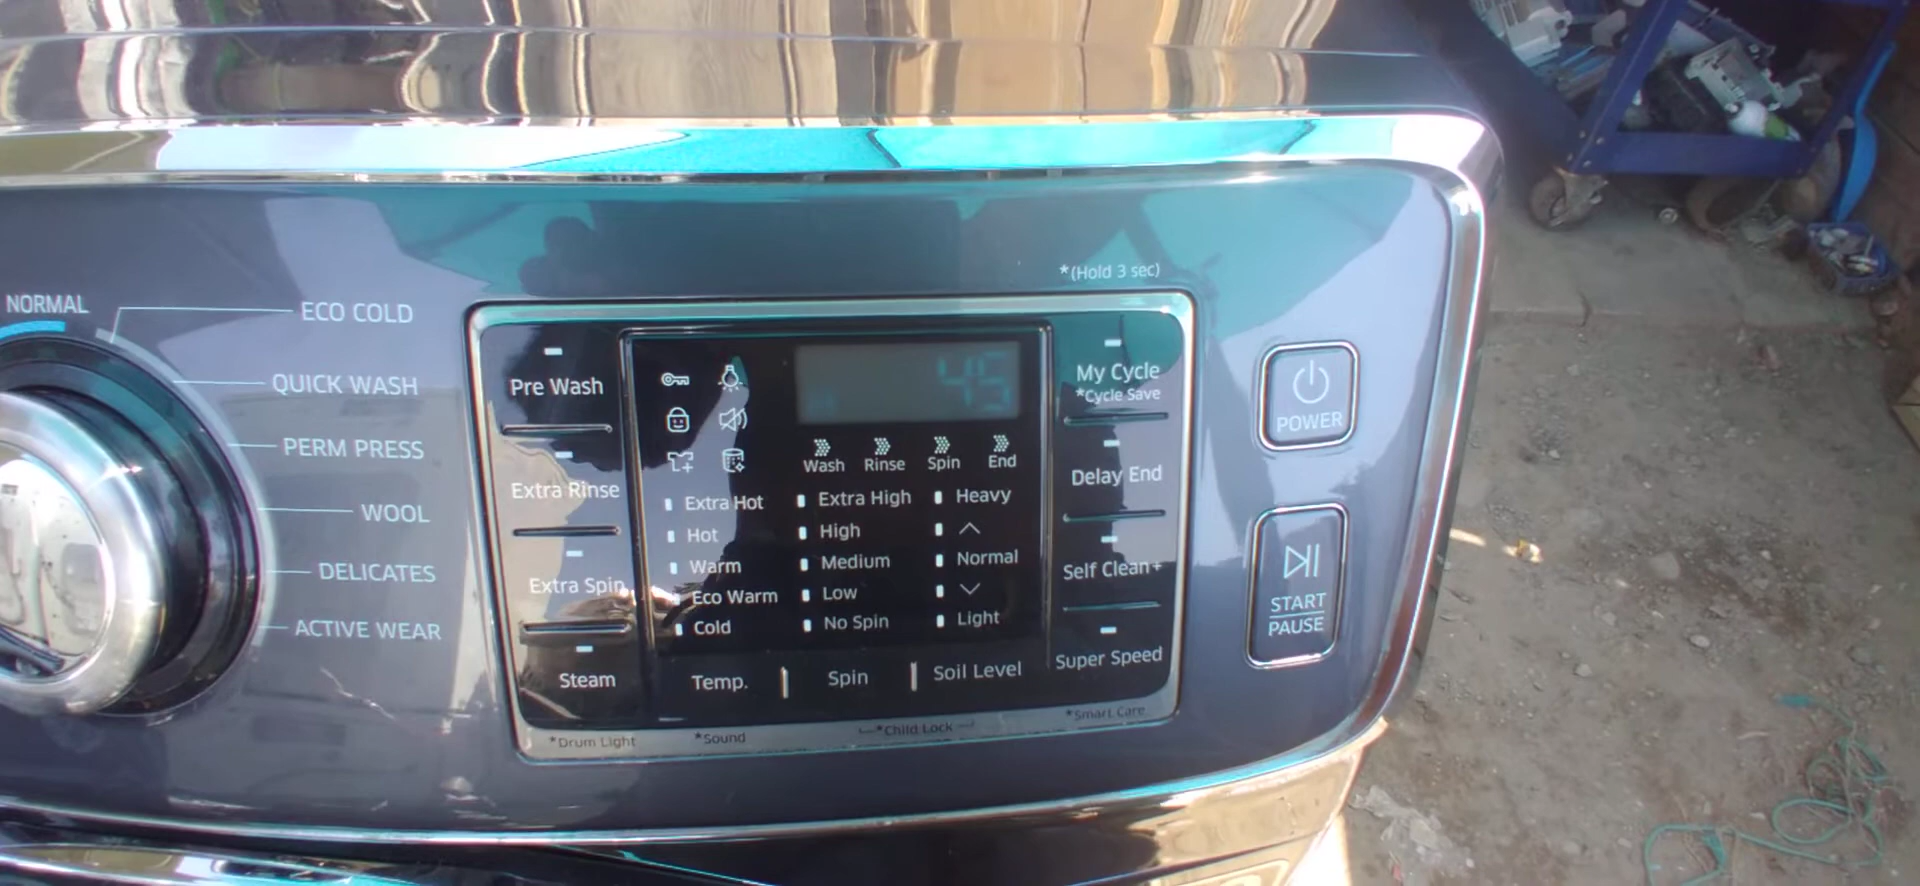 *(Hold 3 sec)
NORMAL
ECO COLD
QUICK WASH
PERM PRESS
WOOL
DELICATES
ACTIVE WEAR
Pre Wash
Extra Rinse
Extra Spin
Steam
*Drum Light
45
Wash Rinse Spin End
Extra Hot
Hot
Warm
Eco Warm
Cold
Temp.
*Sound
Extra High
High
Medium
Low
No Spin
Spin
Heavy
Normal
Light
Soil Level
*Child Lock
My Cycle
*Cycle Save
Delay End
Self Clean+
Super Speed
*Smart Care
POWER
START
PAUSE